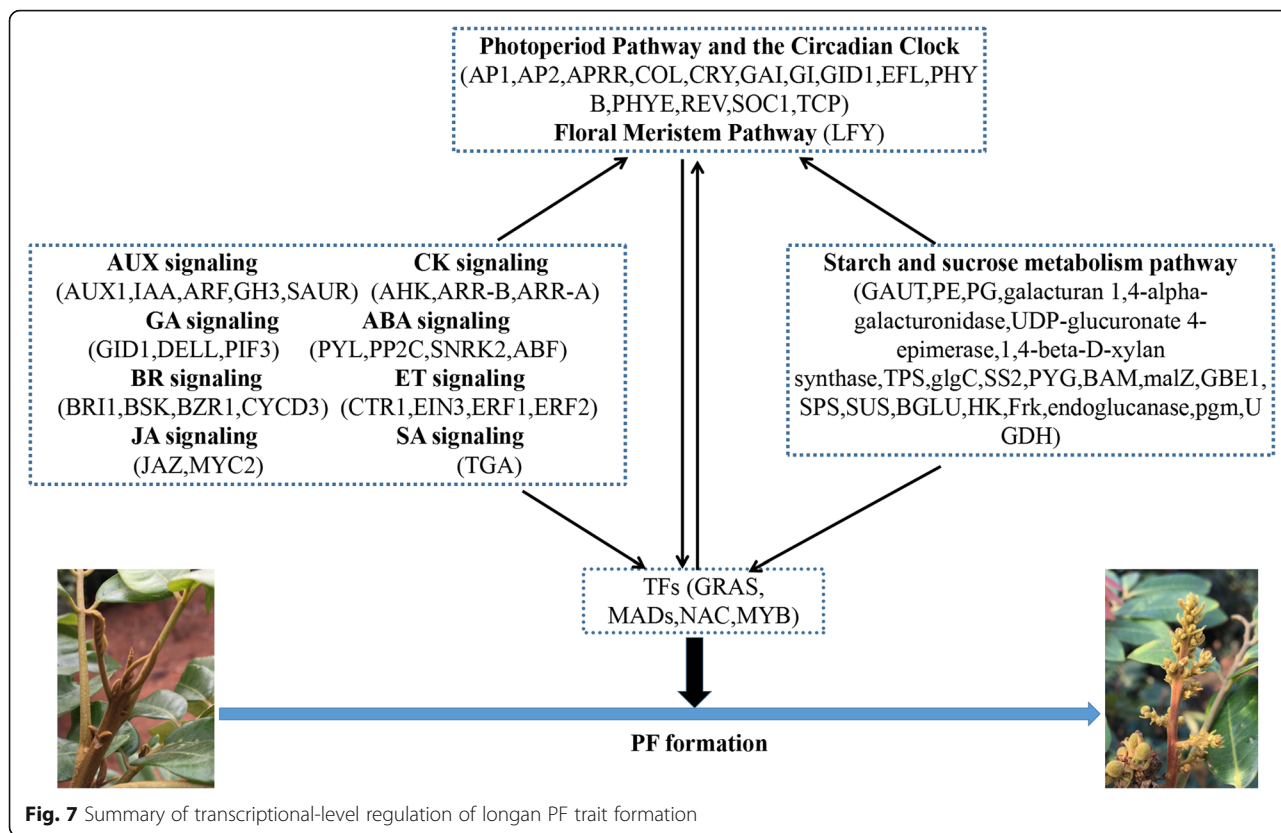 Photoperiod Pathway and the Circadian Clock
(AP1,AP2,APRR,COL,CRY,GAI,GI,GID1,EFL,PHY
B,PHYE,REV,SOC1,TCP)
Floral Meristem Pathway (LFY)
AUX signaling
(AUX1,IAA,ARF,GH3,SAUR)
GA signaling
(GID1,DELL,PIF3)
BR signaling
(BRI1,BSK,BZR1,CYCD3)
JA signaling
(JAZ,MYC2)
CK signaling
(AHK,ARR-B,ARR-A)
ABA signaling
(PYL,PP2C,SNRK2,ABF)
ET signaling
(CTR1,EIN3,ERF1,ERF2)
SA signaling
(TGA)
Starch and sucrose metabolism pathway
(GAUT,PE,PG,galacturan 1,4-alpha-
galacturonidase,UDP-glucuronate 4-
epimerase,1,4-beta-D-xylan
synthase,TPS,glgC,SS2,PYG,BAM,malZ,GBE1,
SPS,SUS,BGLU,HK,Frk,endoglucanase,pgm,U
GDH)
TFs (GRAS,
MADs,NAC,MYB)
PF formation
Fig. 7 Summary of transcriptional-level regulation of longan PF trait formation